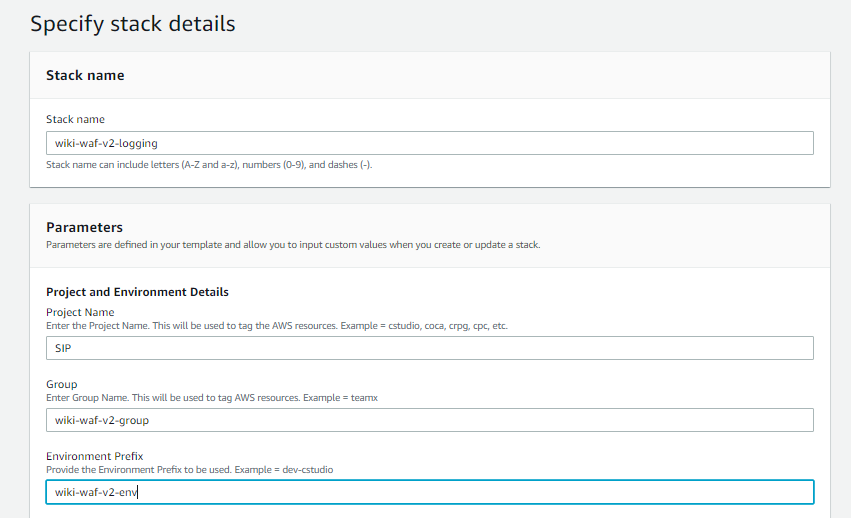 Specify stack details
Stack name
Stack name
wiki-waf-v2-logging
Stack name can include letters (A-Z and a-z), numbers (0-9), and dashes (-).
Parameters
Parameters are defined in your template and allow you to input custom values when you create or update a stack.
Project and Environment Details
Project Name
Enter the Project Name. This will be used to tag the AWS resources. Example = cstudio, coca, crpg, cpc, etc.
SIP
Group
Enter Group Name. This will be used to tag AWS resources. Example = teamx
wiki-waf-v2-group
Environment Prefix
Provide the Environment Prefix to be used. Example = dev-cstudio
wiki-waf-v2-env